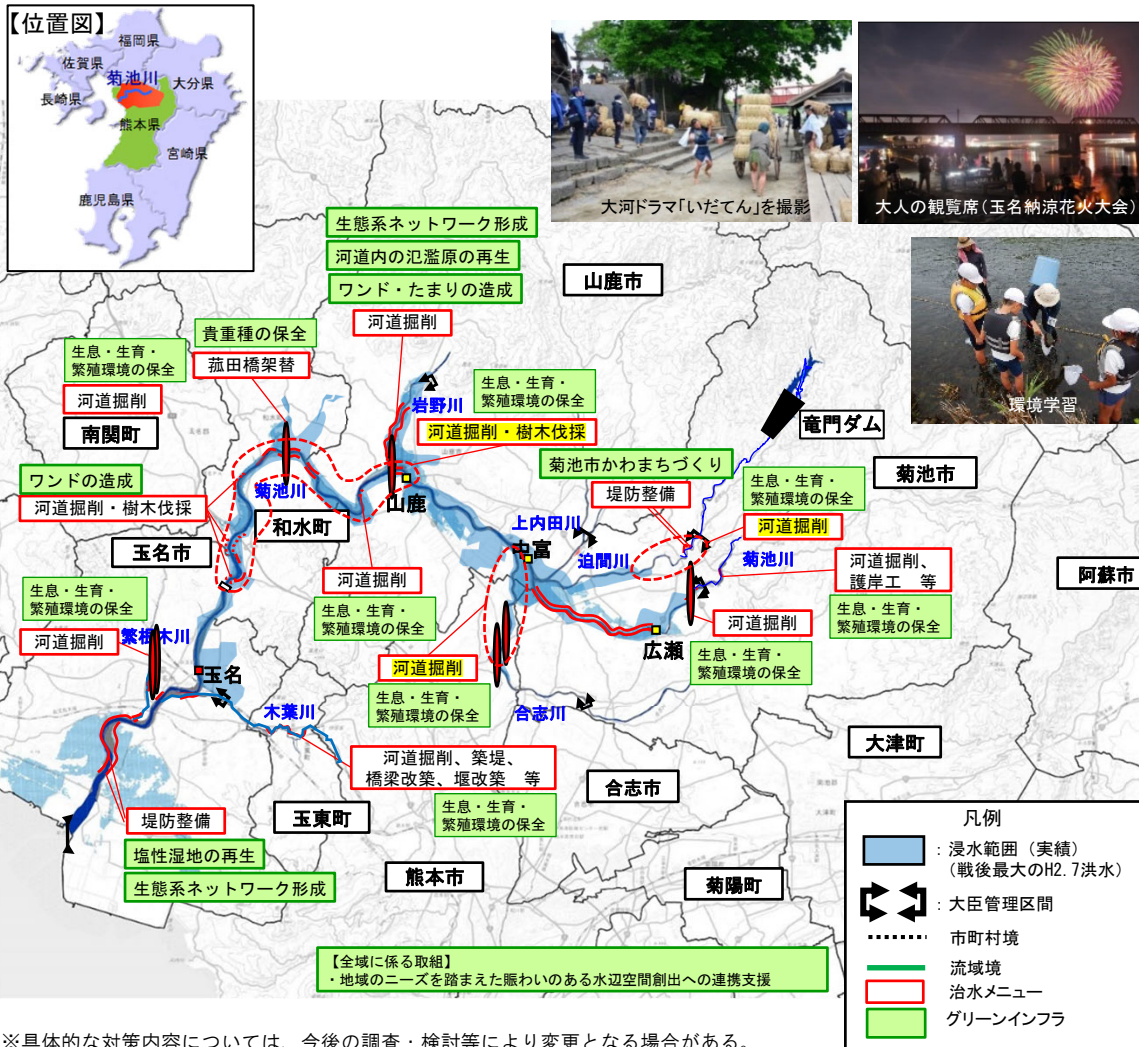 【位置図】
福岡県
佐賀県
菊池川
大分県
長崎県
熊本県
宮崎県
鹿児島県
大河ドラマ「いだてん」を撮影
大人の観覧席(玉名納涼花火大会)
環境学習
生態系ネットワーク形成
河道内の氾濫原の再生
ワンド・たまりの造成
山鹿市
河道掘削
貴重種の保全
菰田橋架替
生息・生育・
繁殖環境の保全
河道掘削
南関町
岩野川
生息・生育・
繁殖環境の保全
河道掘削・樹木伐採
竜門ダム
菊池市かわまちづくり
堤防整備
菊池市
生息・生育・
繁殖環境の保全
河道掘削
ワンドの造成
河道掘削・樹木伐採
菊池川
山鹿
和水町
玉名市
上内田川
中富
迫間川
菊池川
河道掘削、
護岸工 等
生息・生育・
繁殖環境の保全
阿蘇市
河道掘削
生息・生育・
繁殖環境の保全
生息・生育・
繁殖環境の保全
河道掘削
繁根木川
玉名
河道掘削
生息・生育・
繁殖環境の保全
広瀬
河道掘削
生息・生育・
繁殖環境の保全
木葉川
合志川
大津町
河道掘削、築堤、
橋梁改築、堰改築 等
生息・生育・
繁殖環境の保全
合志市
堤防整備
玉東町
塩性湿地の再生
生態系ネットワーク形成
熊本市
菊陽町
【全域に係る取組】
・地域のニーズを踏まえた賑わいのある水辺空間創出への連携支援
凡例
:浸水範囲(実績)
(戦後最大のH2.7洪水)
:大臣管理区間
市町村境
流域境
治水メニュー
グリーンインフラ
※具体的な対策内容については、今後の調査・検討等により変更となる場合がある。